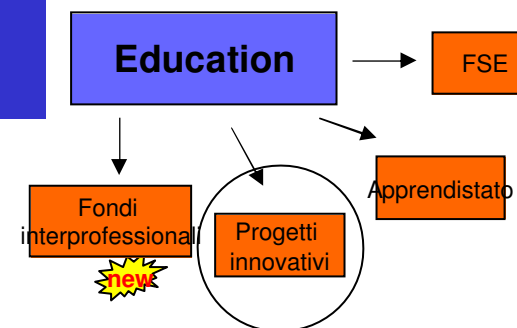 Education
FSE
Apprendistato
Fondi
interprofessionali
new
Progetti
innovativi